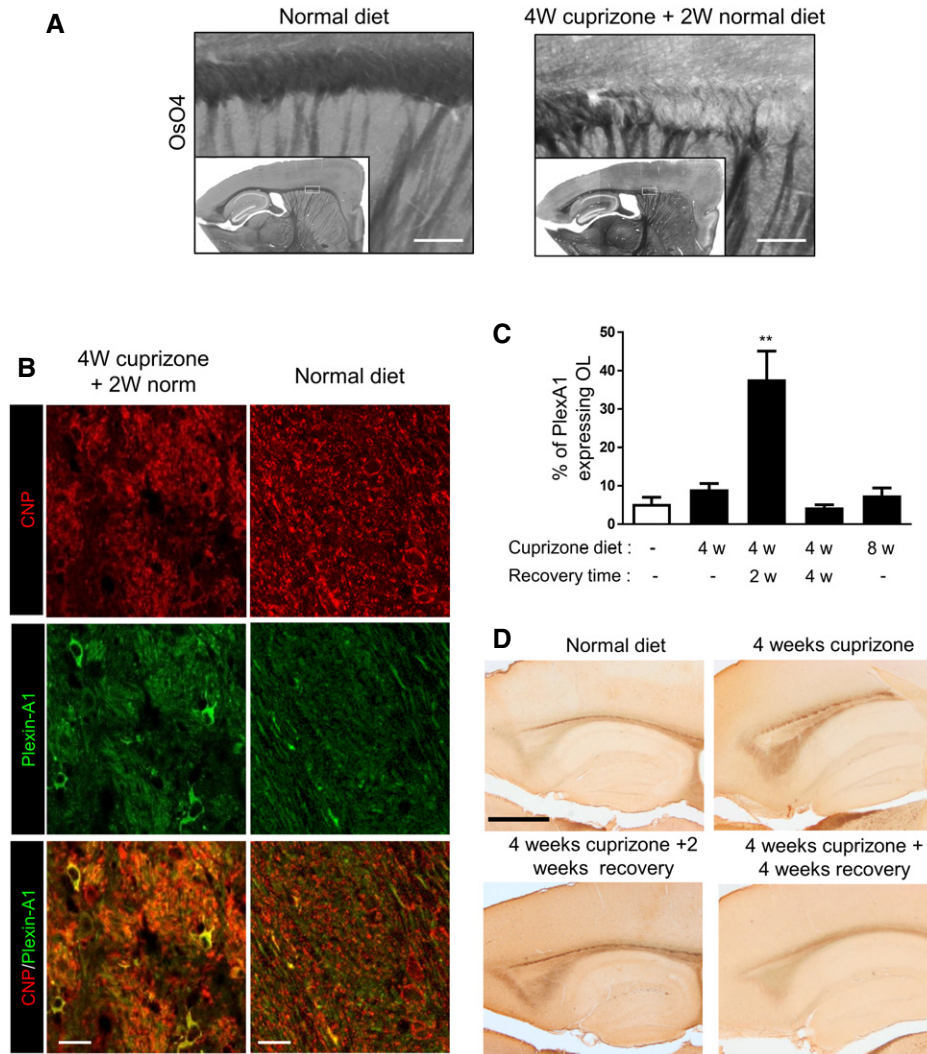 A
Normal diet
4W cuprizone + 2W normal diet
OsO4
B
4W cuprizone
+ 2W norm
Normal diet
CNP
Plexin-A1
CNP/Plexin-A1
C
% of PlexA1
expressing OL
50
40
30
20
10
0
**
Cuprizone diet : - 4 w 4 w 4 w 8 w
Recovery time : - - 2 w 4 w -
D
Normal diet
4 weeks cuprizone
4 weeks cuprizone +2
weeks recovery
4 weeks cuprizone +
4 weeks recovery